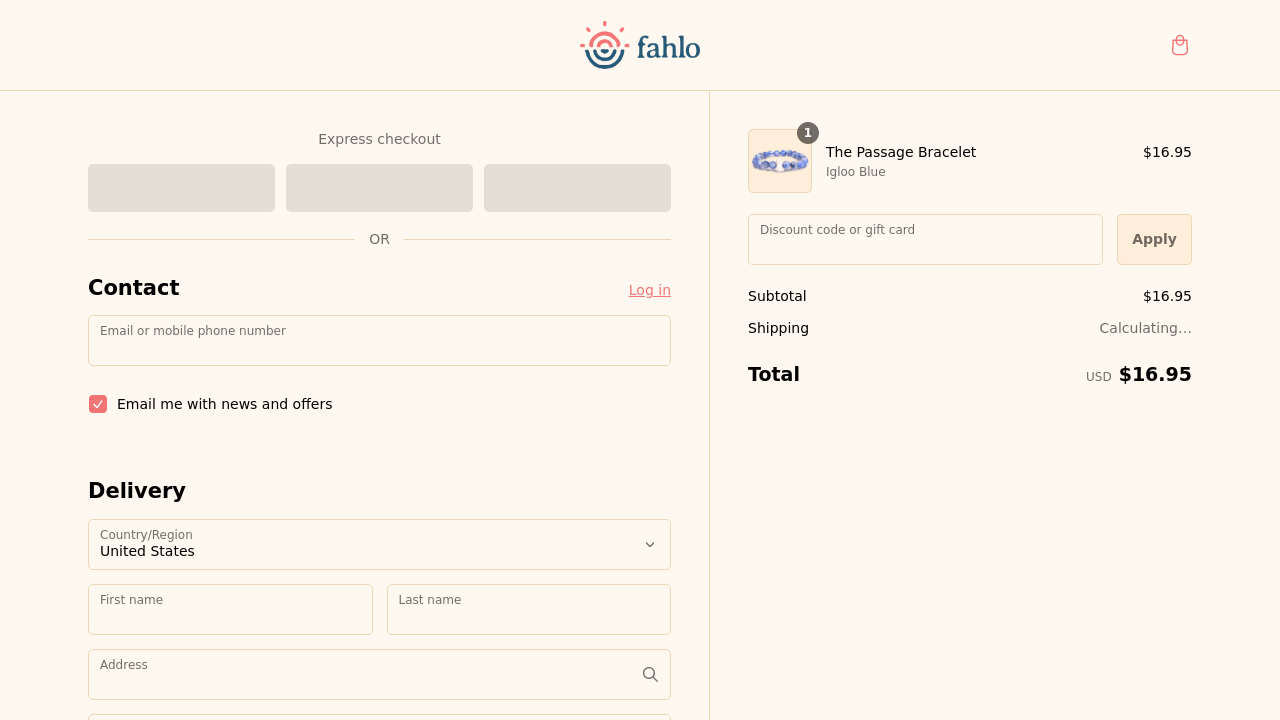 fahlo
Express checkout
OR
Contact
Log in
Email or mobile phone number
Email me with news and offers
Delivery
Country/Region
United States
First name
Last name
Address
1
The Passage Bracelet
$16.95
Igloo Blue
Discount code or gift card
Apply
Subtotal
$16.95
Shipping
Calculating…
Total
USD $16.95